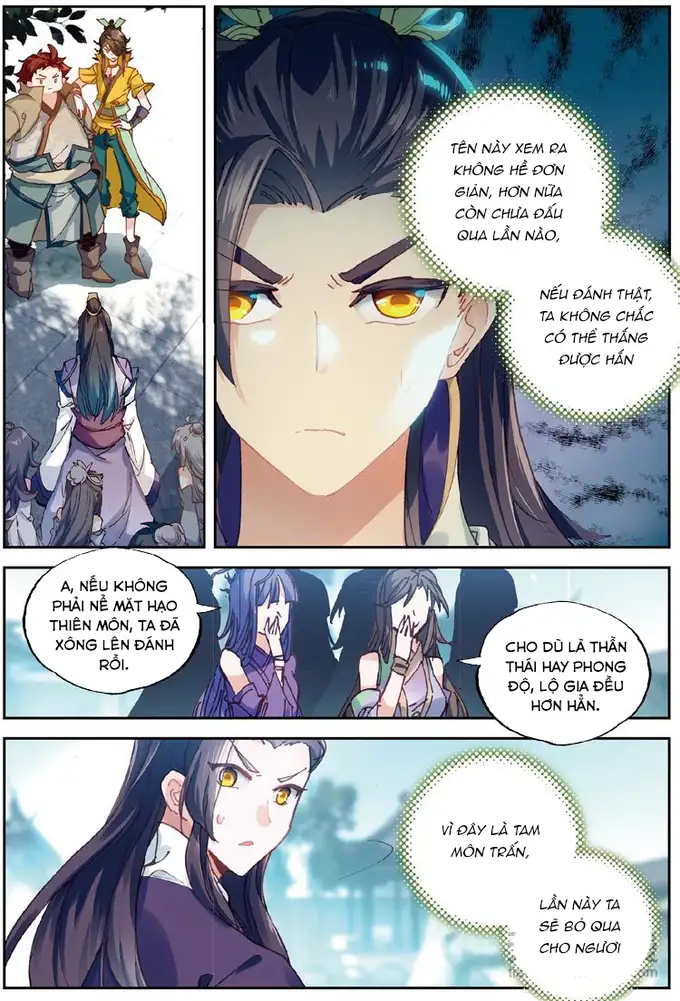 TÊN NÀY XEM RA
KHÔNG HỀ ĐƠN
GIẢN, HƠN NỮA
CÒN CHƯA ĐẤU
QUA LẦN NÀO,
NẾU ĐÁNH THẬT,
TA KHÔNG CHẮC
CÓ THỂ THẮNG
ĐƯỢC HẮN
A, NẾU KHÔNG
PHẢI NỂ MẶT HẠO
THIÊN MÔN, TA ĐÃ
XÔNG LÊN ĐÁNH
RỒI.
CHO DÙ LÀ THẦN
THÁI HAY PHONG
ĐỘ, LỘ GIA ĐỀU
HƠN HẲN.
VÌ ĐÂY LÀ TAM
MÔN TRẤN,
LẦN NÀY TA
SẼ BỎ QUA
CHO NGƯƠI